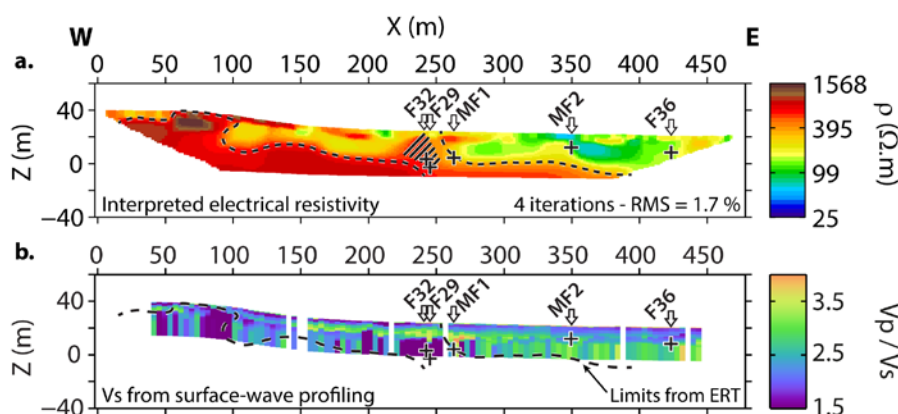 X (m)
W E
a. 0 50 100 150 200 250 300 350 400 450
F32 F29 MF1 MF2 F36
40
0
−40
Z (m)
Interpreted electrical resistivity 4 iterations - RMS = 1.7 %
1568
395
99
25
ρ (Ω.m)
b. 0 50 100 150 200 250 300 350 400 450
F32 F29 MF1 MF2 F36
40
0
−40
Z (m)
Vs from surface-wave profiling Limits from ERT
3.5
2.5
1.5
Vp / Vs